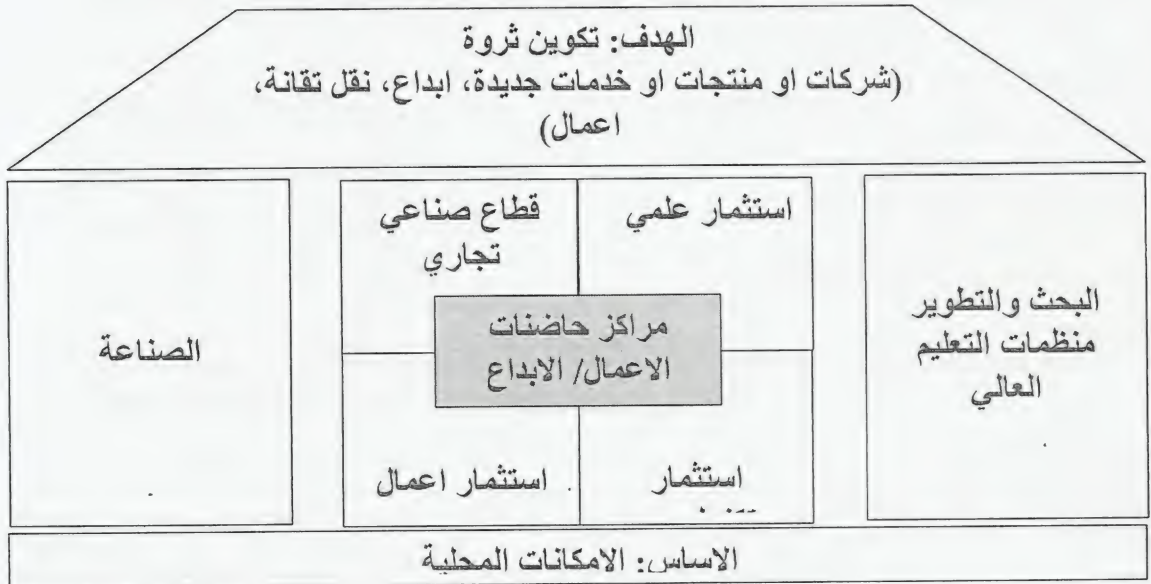 الهدف: تكوين ثروة
(شركات او منتجات او خدمات جديدة، ابداع، نقل تقانة،
اعمال)
البحث والتطوير
منظمات التعليم
العالي
استثمار علمي
قطاع صناعي
تجاري
مراكز حاضنات
الاعمال/ الابداع
استثمار
استثمار اعمال
الصناعة
الاساس: الامكانات المحلية